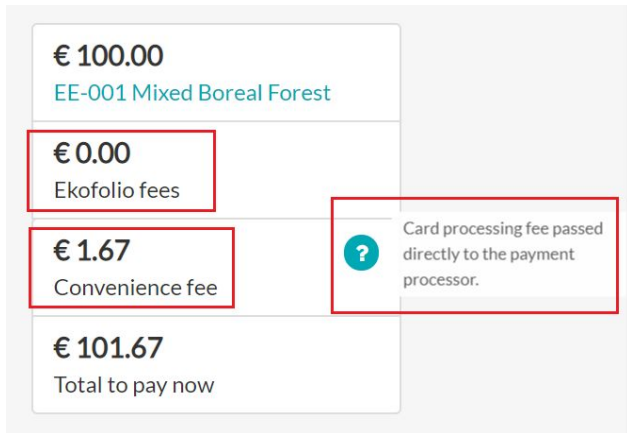 € 100.00
EE-001 Mixed Boreal Forest
€ 0.00
Ekofolio fees
€ 1.67
Convenience fee
?
Card processing fee passed
directly to the payment
processor.
€ 101.67
Total to pay now